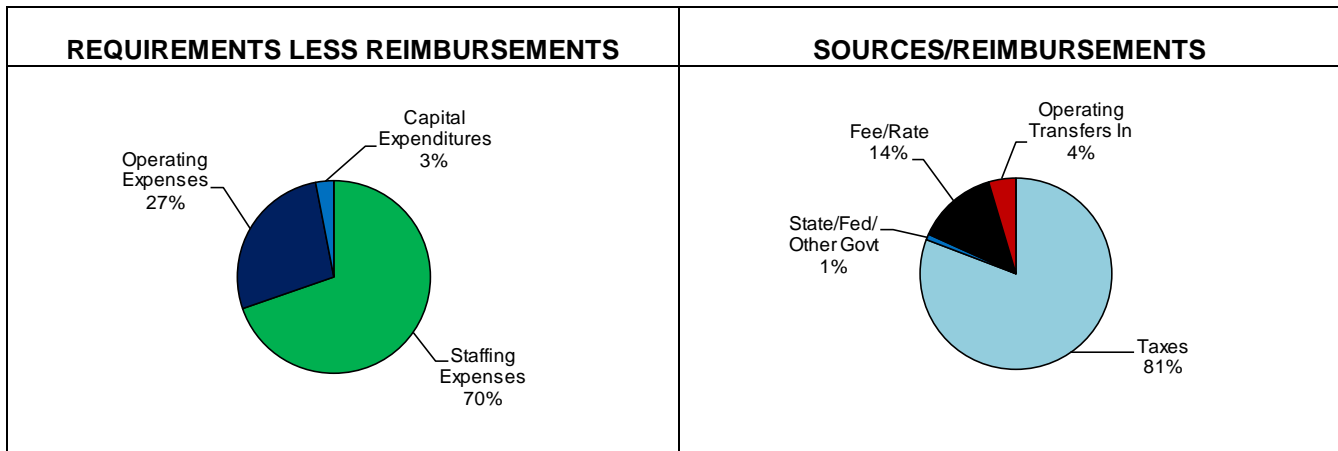 REQUIREMENTS LESS REIMBURSEMENTS
Capital
Expenditures
3%
Operating
Expenses
27%
Staffing
Expenses
70%
SOURCES/REIMBURSEMENTS
Operating
Transfers In
4%
Fee/Rate
14%
State/Fed/
Other Govt
1%
Taxes
81%